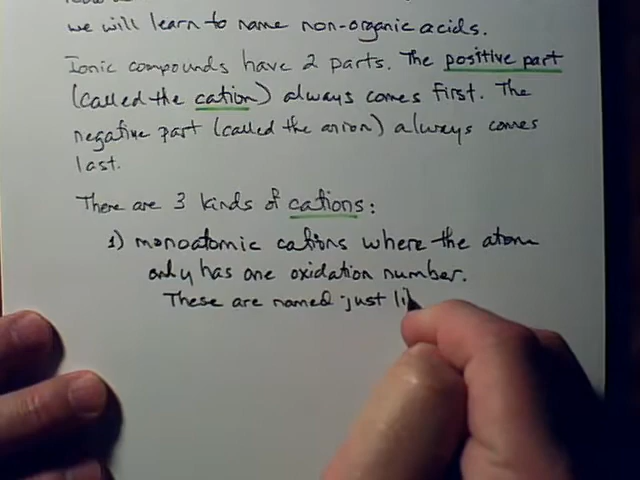 we will learn to name non-organic acids.
Ionic compounds have 2 parts. The positive part
(called the cation) always comes first. The
negative part (called the anion) always comes
last.
There are 3 kinds of cations:
1) monoatomic cations where the atom
only has one oxidation number.
These are named just li